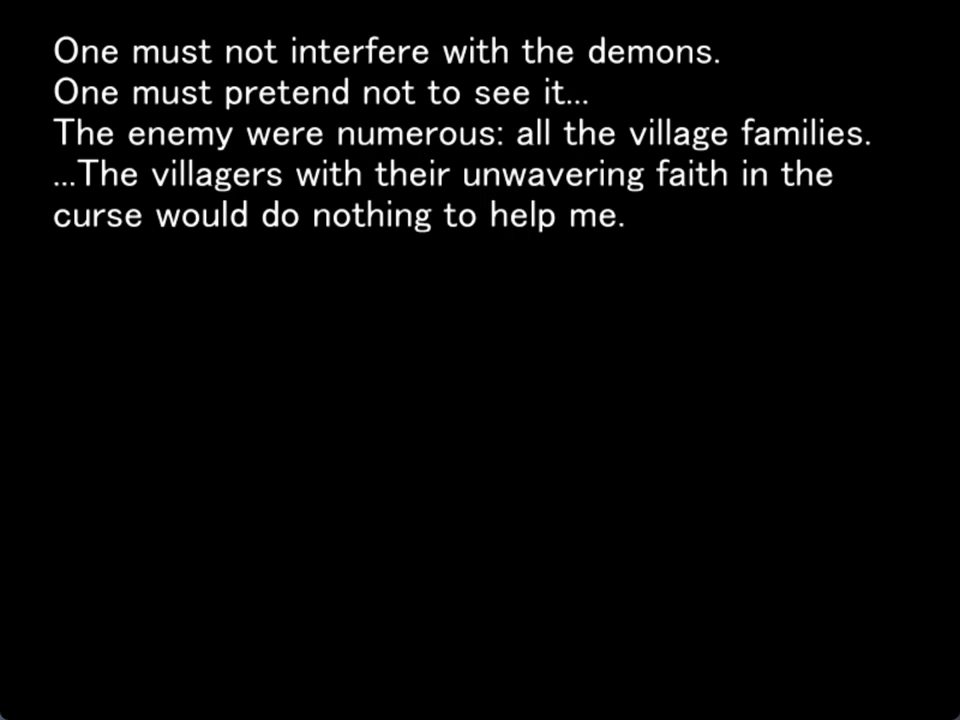 One must not interfere with the demons.
One must pretend not to see it...
The enemy were numerous: all the village families.
...The villagers with their unwavering faith in the
curse would do nothing to help me.